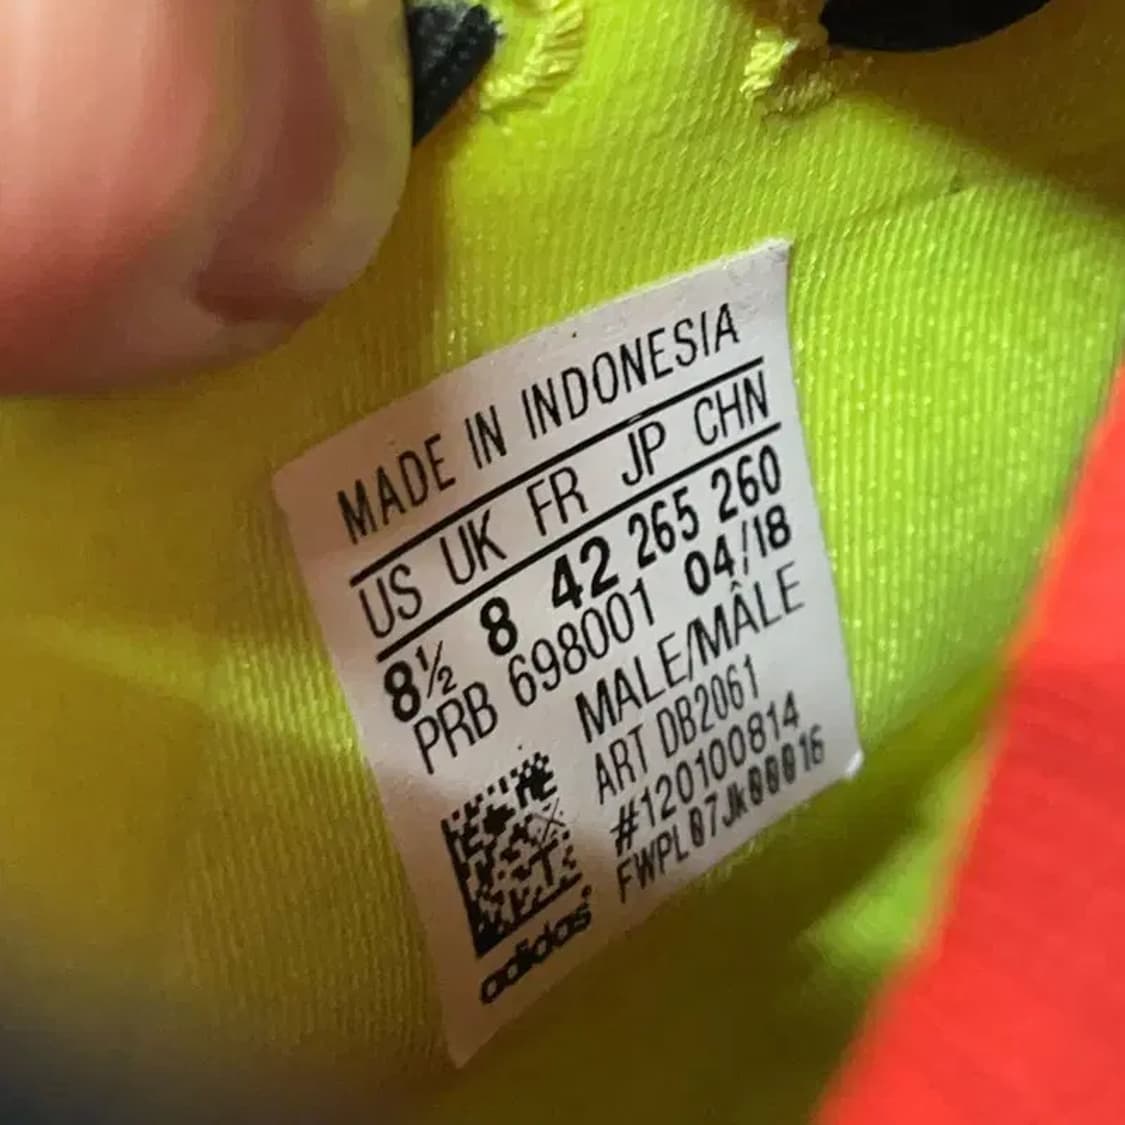 MADE IN INDONESIA
US UK FR JP CHN
8½ 8 42 265 260
PRB 698001 04/18
MALE/MÂLE
ART DB2061
#120100814
FWPL07JK00016
adidas